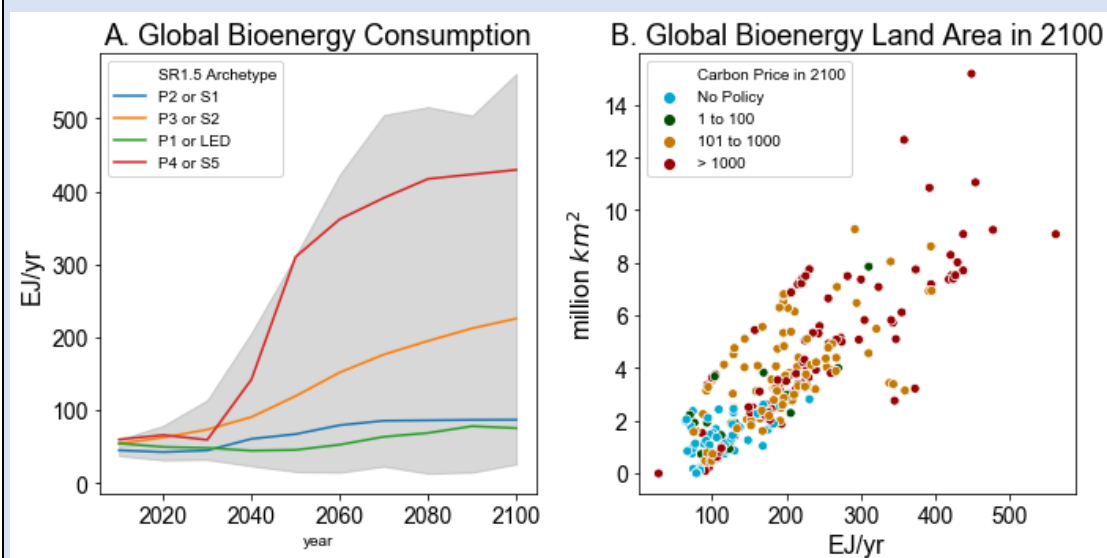 A. Global Bioenergy Consumption
SR1.5 Archetype
P2 or S1
P3 or S2
P1 or LED
P4 or S5
EJ/yr
500
400
300
200
100
0
2020 2040 2060 2080 2100
year
B. Global Bioenergy Land Area in 2100
Carbon Price in 2100
No Policy
1 to 100
101 to 1000
> 1000
million km²
14
12
10
8
6
4
2
0
100 200 300 400 500
EJ/yr